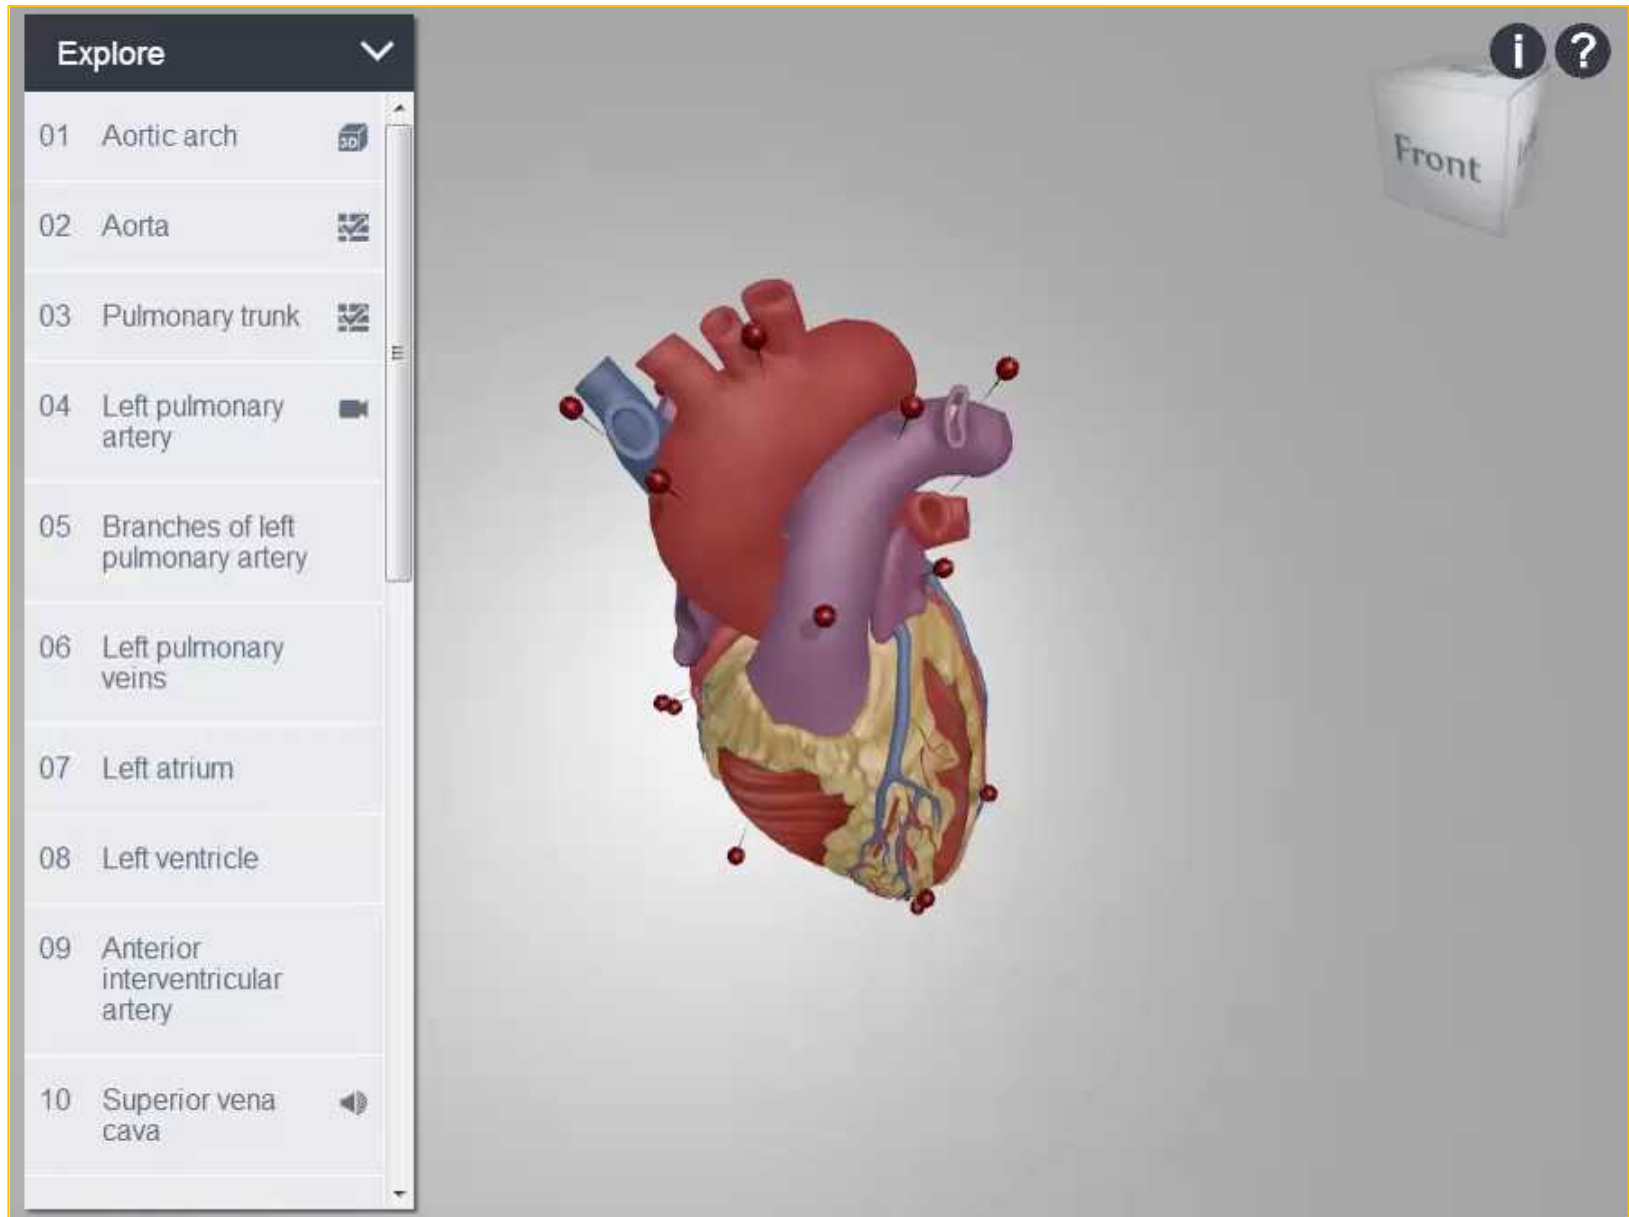 Explore
01 Aortic arch
3D
02 Aorta
03 Pulmonary trunk
04 Left pulmonary
artery
05 Branches of left
pulmonary artery
06 Left pulmonary
veins
07 Left atrium
08 Left ventricle
09 Anterior
interventricular
artery
10 Superior vena
cava
i ?
Front